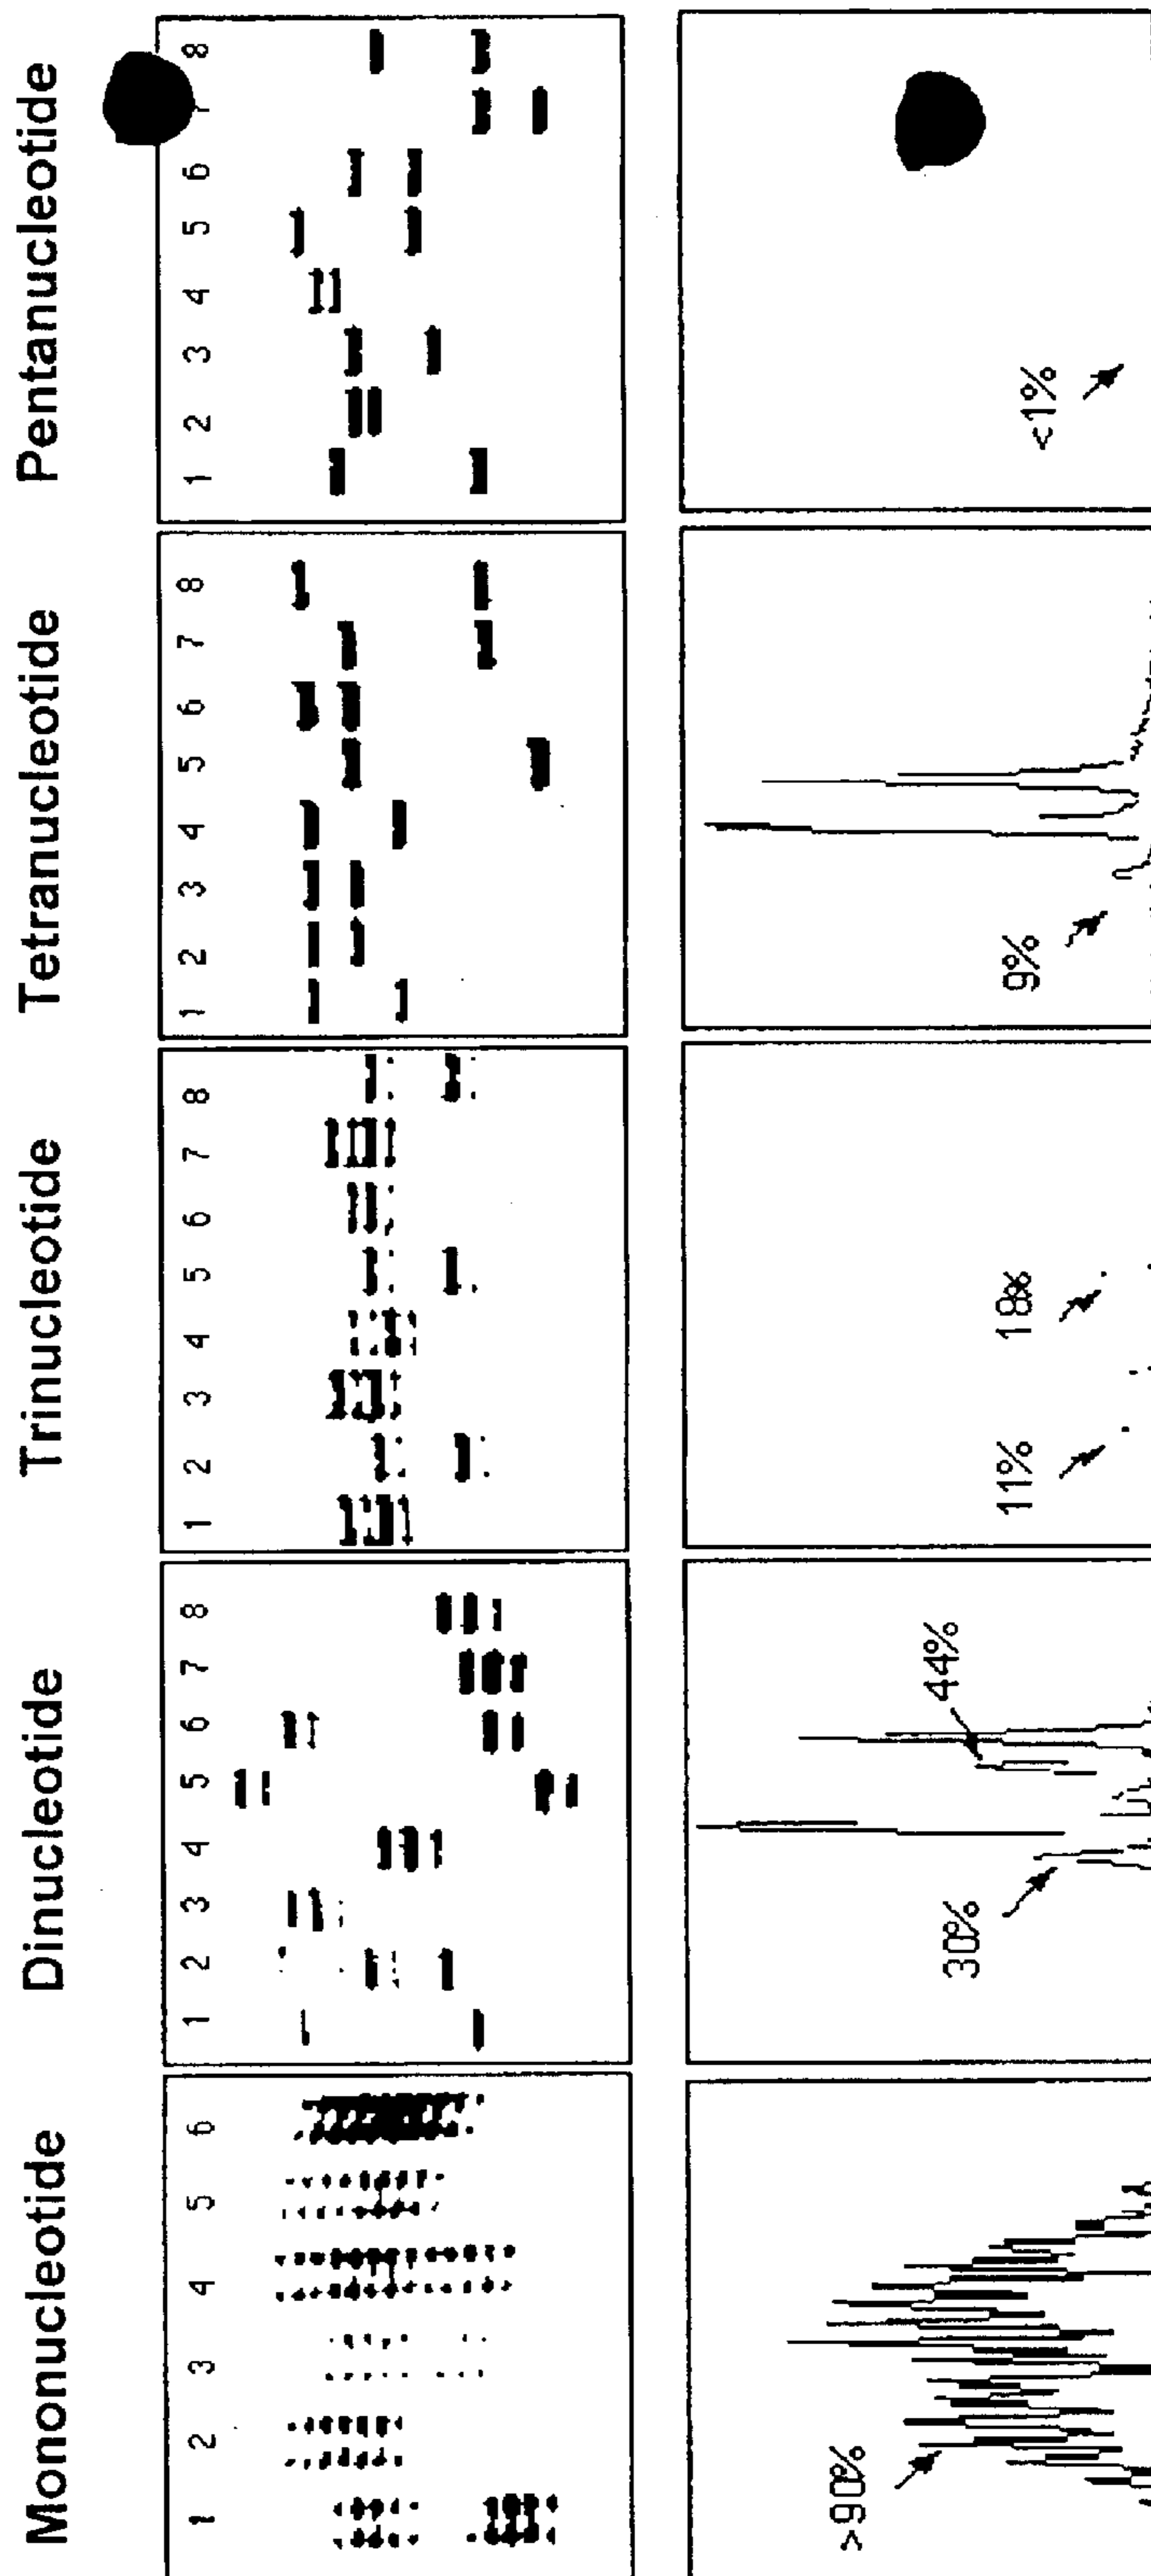 Mononucleotide Dinucleotide Trinucleotide Tetranucleotide Pentanucleotide
1 2 3 4 5 6 1 2 3 4 5 6 7 8 1 2 3 4 5 6 7 8 1 2 3 4 5 6 7 8 1 2 3 4 5 6 8
>90% 30% 44% 11% 18% 9% <1%